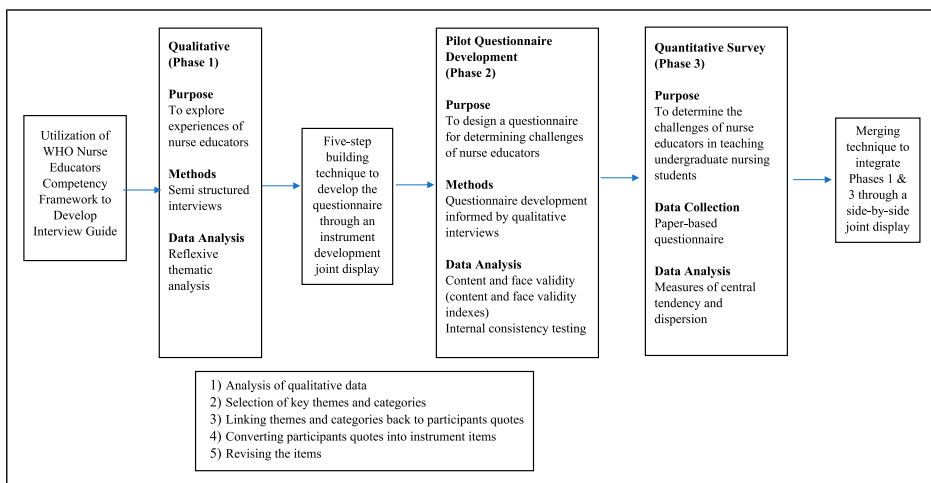 Utilization of
WHO Nurse
Educators
Competency
Framework to
Develop
Interview Guide
Qualitative
(Phase 1)
Purpose
To explore
experiences of
nurse educators
Methods
Semi structured
interviews
Data Analysis
Reflexive
thematic
analysis
Five-step
building
technique to
develop the
questionnaire
through an
instrument
development
joint display
Pilot Questionnaire
Development
(Phase 2)
Purpose
To design a questionnaire
for determining challenges
of nurse educators
Methods
Questionnaire development
informed by qualitative
interviews
Data Analysis
Content and face validity
(content and face validity
indexes)
Internal consistency testing
Quantitative Survey
(Phase 3)
Purpose
To determine the
challenges of nurse
educators in teaching
undergraduate nursing
students
Data Collection
Paper-based
questionnaire
Data Analysis
Measures of central
tendency and
dispersion
Merging
technique to
integrate
Phases 1 &
3 through a
side-by-side
joint display
1) Analysis of qualitative data
2) Selection of key themes and categories
3) Linking themes and categories back to participants quotes
4) Converting participants quotes into instrument items
5) Revising the items